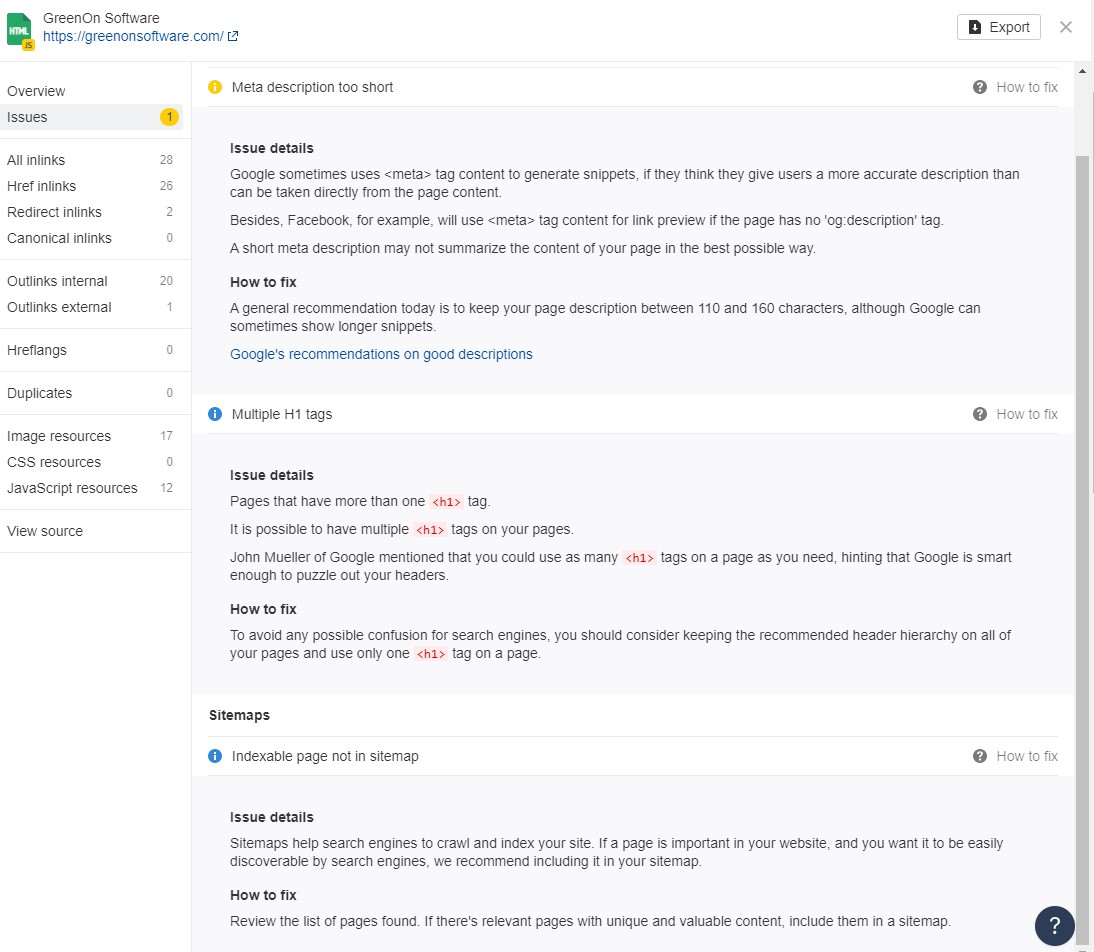 HTML
JS
GreenOn Software
https://greenonsoftware.com/
Export
Overview
Issues 1
All inlinks 28
Href inlinks 26
Redirect inlinks 2
Canonical inlinks 0
Outlinks internal 20
Outlinks external 1
Hreflangs 0
Duplicates 0
Image resources 17
CSS resources 0
JavaScript resources 12
View source
Meta description too short
? How to fix
Issue details
Google sometimes uses <meta> tag content to generate snippets, if they think they give users a more accurate description than
can be taken directly from the page content.
Besides, Facebook, for example, will use <meta> tag content for link preview if the page has no 'og:description' tag.
A short meta description may not summarize the content of your page in the best possible way.
How to fix
A general recommendation today is to keep your page description between 110 and 160 characters, although Google can
sometimes show longer snippets.
Google's recommendations on good descriptions
Multiple H1 tags
? How to fix
Issue details
Pages that have more than one <h1> tag.
It is possible to have multiple <h1> tags on your pages.
John Mueller of Google mentioned that you could use as many <h1> tags on a page as you need, hinting that Google is smart
enough to puzzle out your headers.
How to fix
To avoid any possible confusion for search engines, you should consider keeping the recommended header hierarchy on all of
your pages and use only one <h1> tag on a page.
Sitemaps
Indexable page not in sitemap
? How to fix
Issue details
Sitemaps help search engines to crawl and index your site. If a page is important in your website, and you want it to be easily
discoverable by search engines, we recommend including it in your sitemap.
How to fix
Review the list of pages found. If there's relevant pages with unique and valuable content, include them in a sitemap.
?